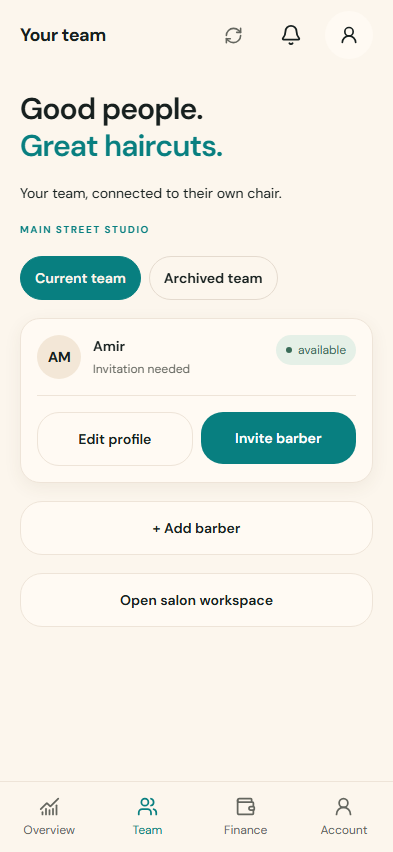 Your team
Good people.
Great haircuts.
Your team, connected to their own chair.
MAIN STREET STUDIO
Current team
Archived team
AM
Amir
Invitation needed
available
Edit profile
Invite barber
+ Add barber
Open salon workspace
Overview
Team
Finance
Account